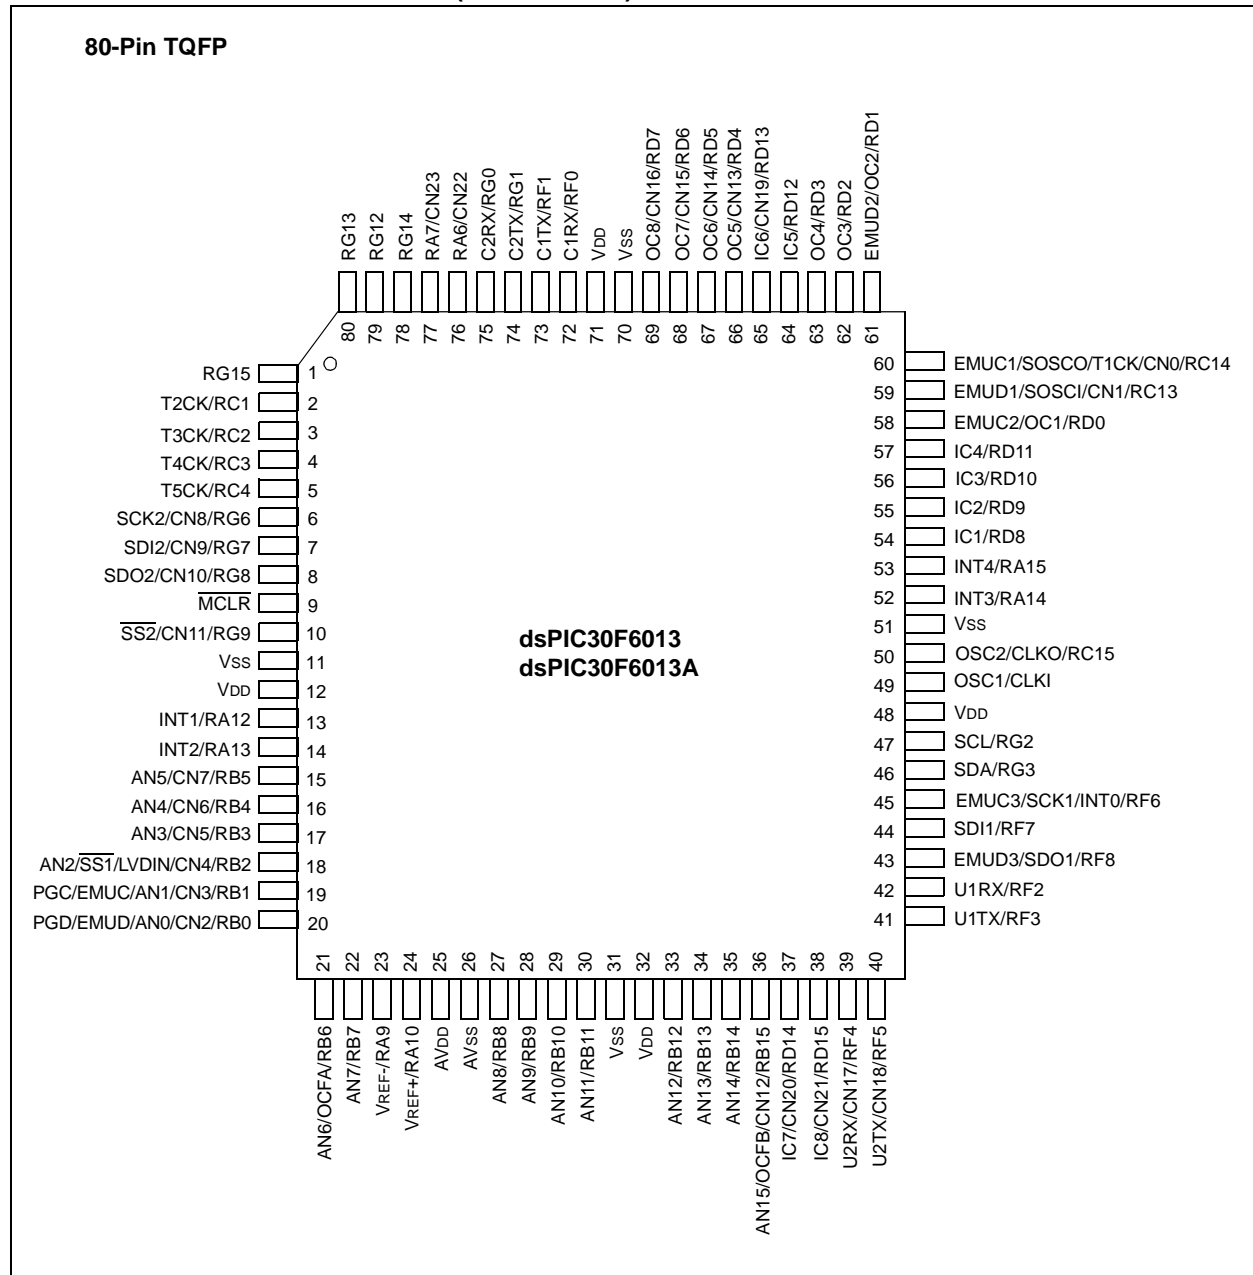 80-Pin TQFP
RG13
RG12
RG14
RA7/CN23
RA6/CN22
C2RX/RG0
C2TX/RG1
C1TX/RF1
C1RX/RF0
VDD
VSS
OC8/CN16/RD7
OC7/CN15/RD6
OC6/CN14/RD5
OC5/CN13/RD4
IC6/CN19/RD13
IC5/RD12
OC4/RD3
OC3/RD2
EMUD2/OC2/RD1
80
79
78
77
76
75
74
73
72
71
70
69
68
67
66
65
64
63
62
61
RG15 1
T2CK/RC1 2
T3CK/RC2 3
T4CK/RC3 4
T5CK/RC4 5
SCK2/CN8/RG6 6
SDI2/CN9/RG7 7
SDO2/CN10/RG8 8
MCLR 9
SS2/CN11/RG9 10
VSS 11
VDD 12
INT1/RA12 13
INT2/RA13 14
AN5/CN7/RB5 15
AN4/CN6/RB4 16
AN3/CN5/RB3 17
AN2/SS1/LVDIN/CN4/RB2 18
PGC/EMUC/AN1/CN3/RB1 19
PGD/EMUD/AN0/CN2/RB0 20
dsPIC30F6013
dsPIC30F6013A
60 EMUC1/SOSCO/T1CK/CN0/RC14
59 EMUD1/SOSCI/CN1/RC13
58 EMUC2/OC1/RD0
57 IC4/RD11
56 IC3/RD10
55 IC2/RD9
54 IC1/RD8
53 INT4/RA15
52 INT3/RA14
51 VSS
50 OSC2/CLKO/RC15
49 OSC1/CLKI
48 VDD
47 SCL/RG2
46 SDA/RG3
45 EMUC3/SCK1/INT0/RF6
44 SDI1/RF7
43 EMUD3/SDO1/RF8
42 U1RX/RF2
41 U1TX/RF3
21
22
23
24
25
26
27
28
29
30
31
32
33
34
35
36
37
38
39
40
AN6/OCFA/RB6
AN7/RB7
VREF-/RA9
VREF+/RA10
AVDD
AVSS
AN8/RB8
AN9/RB9
AN10/RB10
AN11/RB11
VSS
VDD
AN12/RB12
AN13/RB13
AN14/RB14
AN15/OCFB/CN12/RB15
IC7/CN20/RD14
IC8/CN21/RD15
U2RX/CN17/RF4
U2TX/CN18/RF5